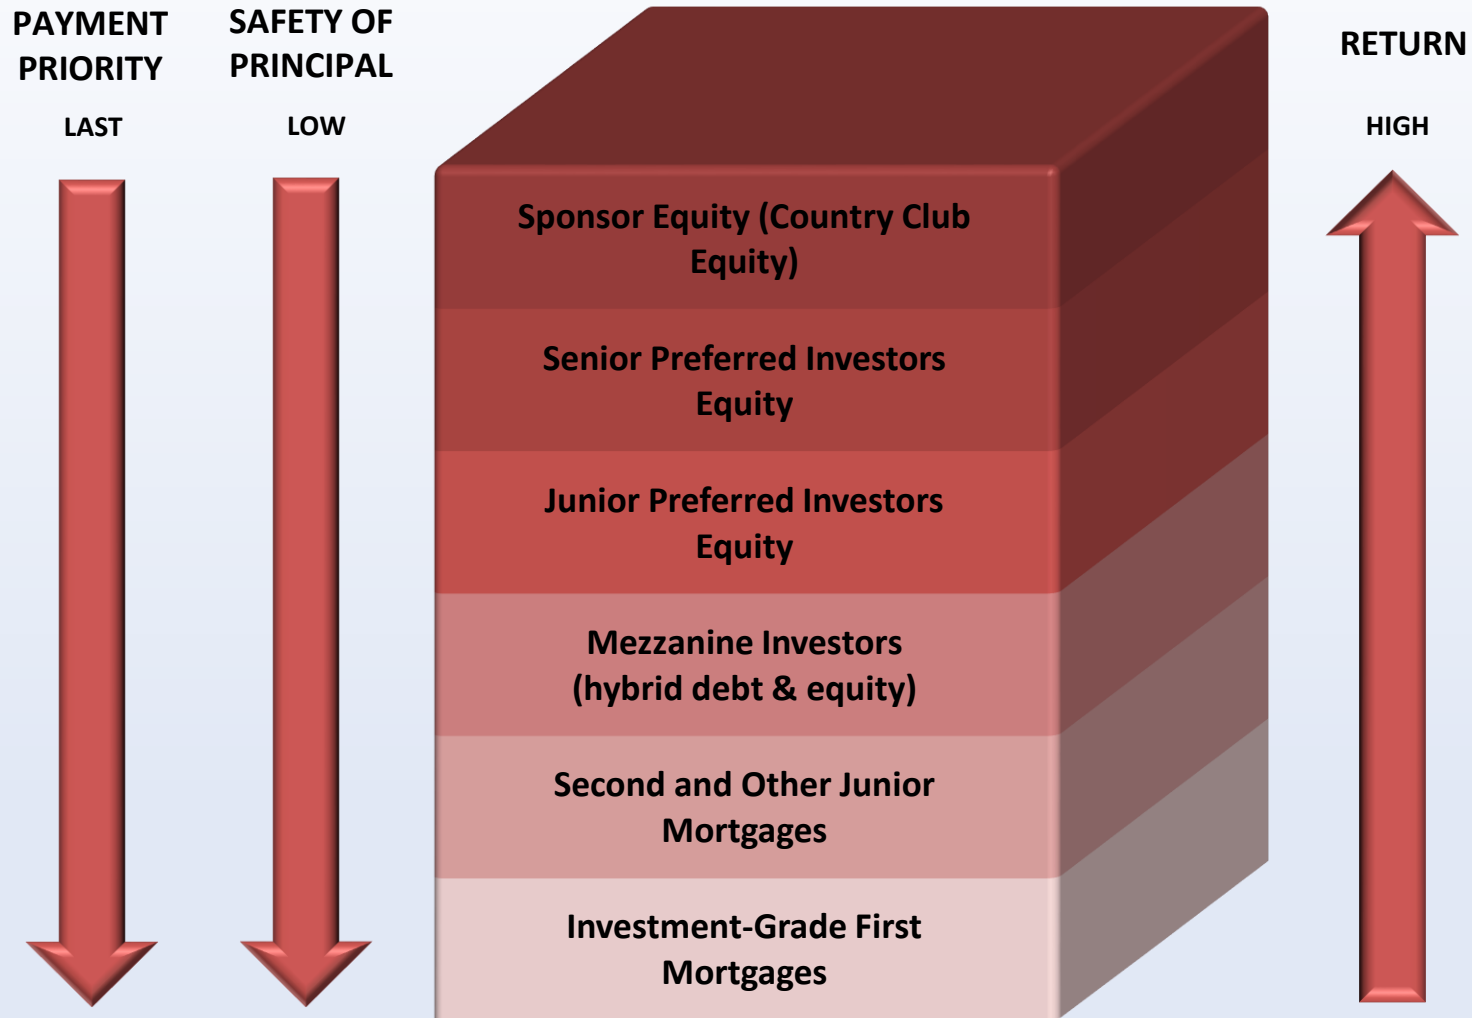 PAYMENT
PRIORITY
LAST
SAFETY OF
PRINCIPAL
LOW
RETURN
HIGH
Sponsor Equity (Country Club
Equity)
Senior Preferred Investors
Equity
Junior Preferred Investors
Equity
Mezzanine Investors
(hybrid debt & equity)
Second and Other Junior
Mortgages
Investment-Grade First
Mortgages